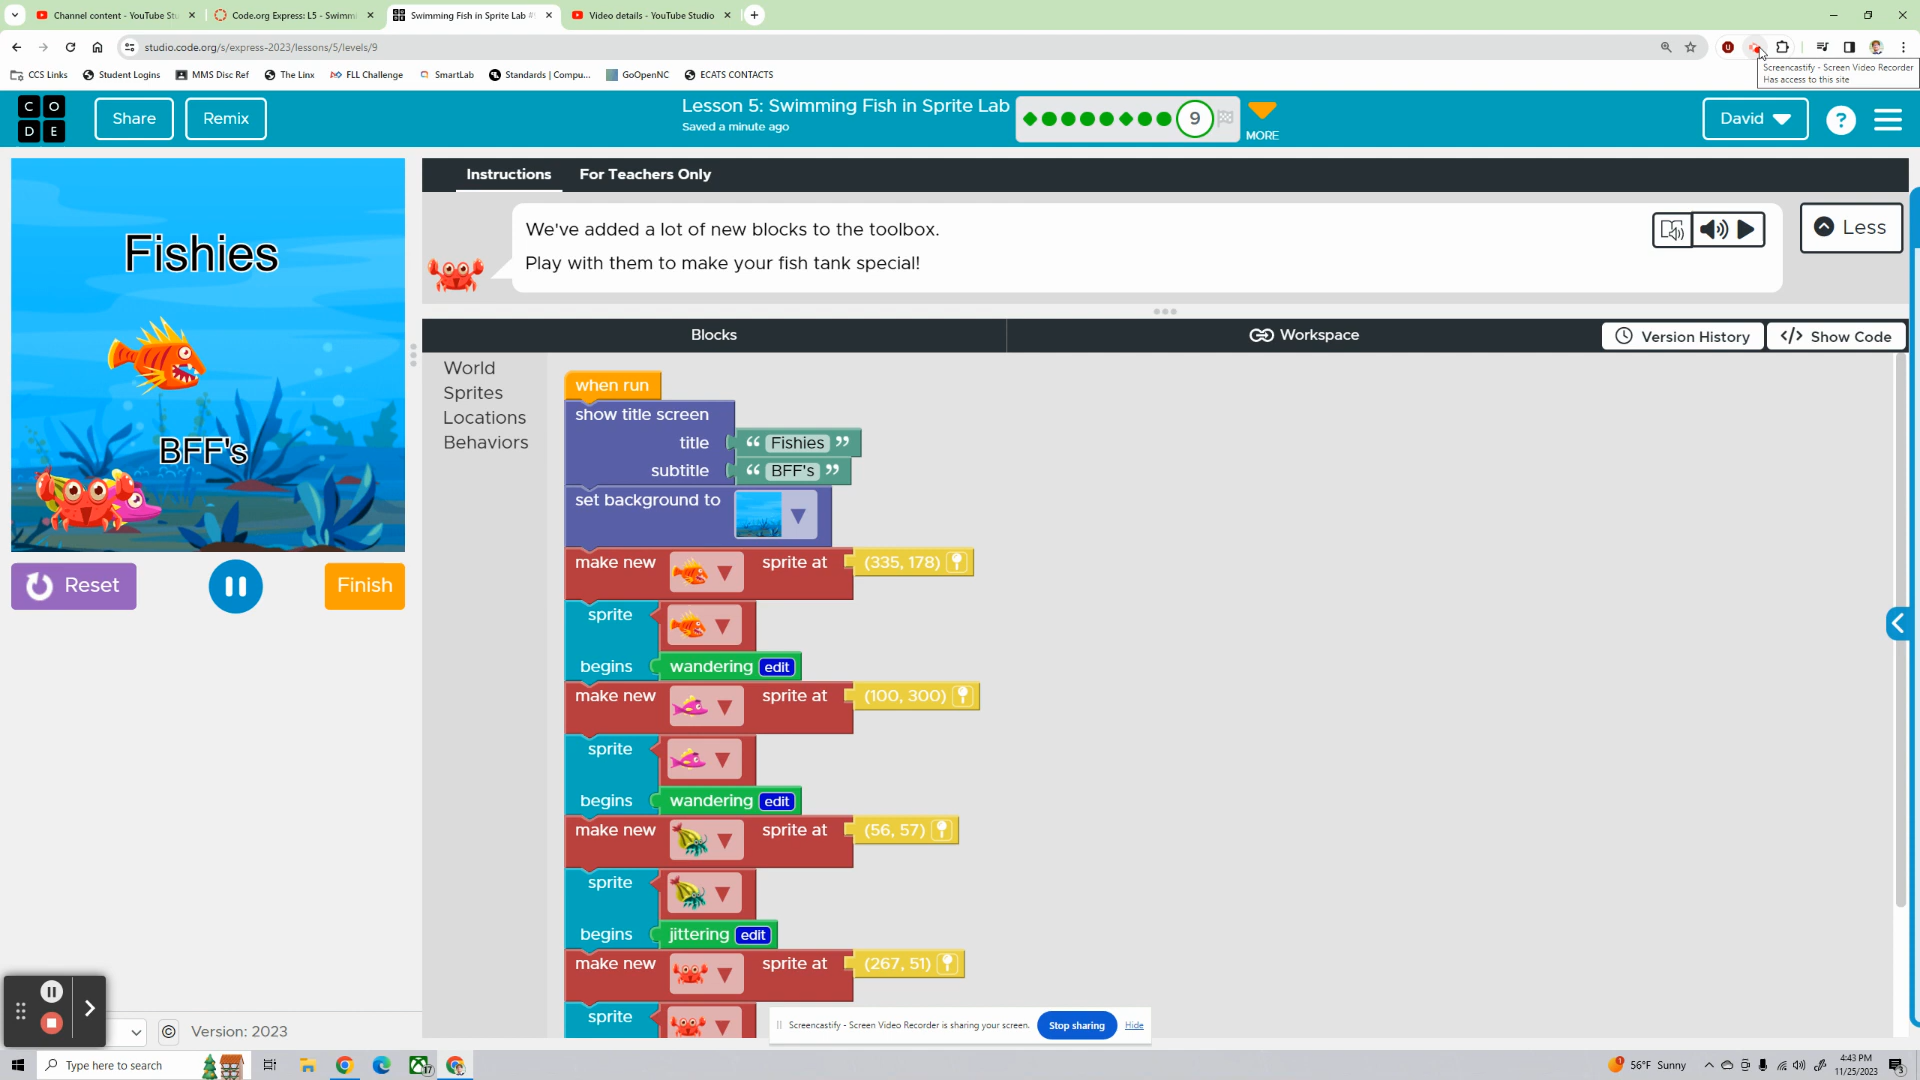 Channel content - YouTube Stu
Code.org Express: L5 - Swimmi
Swimming Fish in Sprite Lab #
Video details - YouTube Studio
studio.code.org/s/express-2023/lessons/5/levels/9
CCS Links
Student Logins
MMS Disc Ref
The Linx
FLL Challenge
SmartLab
Standards | Compu...
GoOpenNC
ECATS CONTACTS
Screencastify - Screen Video Recorder
Has access to this site
C O
D E
Share
Remix
Lesson 5: Swimming Fish in Sprite Lab
Saved a minute ago
9
MORE
David
?
Instructions
For Teachers Only
We've added a lot of new blocks to the toolbox.
Play with them to make your fish tank special!
Less
Fishies
BFF's
Reset
Finish
Blocks
Workspace
Version History
</> Show Code
World
Sprites
Locations
Behaviors
when run
show title screen
title “ Fishies ”
subtitle “ BFF's ”
set background to
make new sprite at (335, 178)
sprite
begins wandering edit
make new sprite at (100, 300)
sprite
begins wandering edit
make new sprite at (56, 57)
sprite
begins jittering edit
make new sprite at (267, 51)
sprite
Version: 2023
Screencastify - Screen Video Recorder is sharing your screen.
Stop sharing
Hide
Type here to search
17
56°F Sunny
4:43 PM
11/25/2023
3